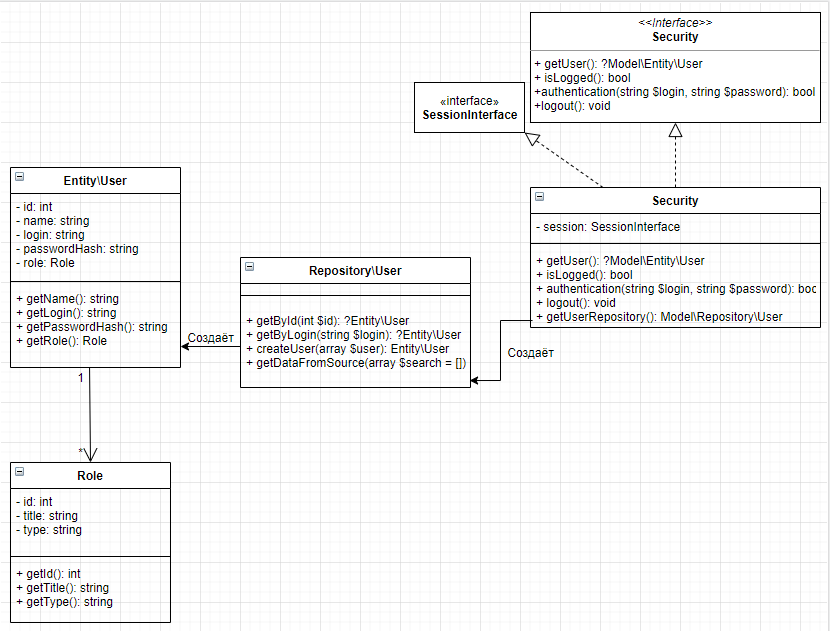 <<Interface>>
Security
+ getUser(): ?Model\Entity\User
+ isLogged(): bool
+authentication(string $login, string $password): bool
+logout(): void
«interface»
SessionInterface
Entity\User
- id: int
- name: string
- login: string
- passwordHash: string
- role: Role
+ getName(): string
+ getLogin(): string
+ getPasswordHash(): string
+ getRole(): Role
Security
- session: SessionInterface
+ getUser(): ?Model\Entity\User
+ isLogged(): bool
+ authentication(string $login, string $password): boo
+ logout(): void
+ getUserRepository(): Model\Repository\User
Repository\User
+ getById(int $id): ?Entity\User
+ getByLogin(string $login): ?Entity\User
+ createUser(array $user): Entity\User
+ getDataFromSource(array $search = [])
Создаёт
Создаёт
1
*
Role
- id: int
- title: string
- type: string
+ getId(): int
+ getTitle(): string
+ getType(): string